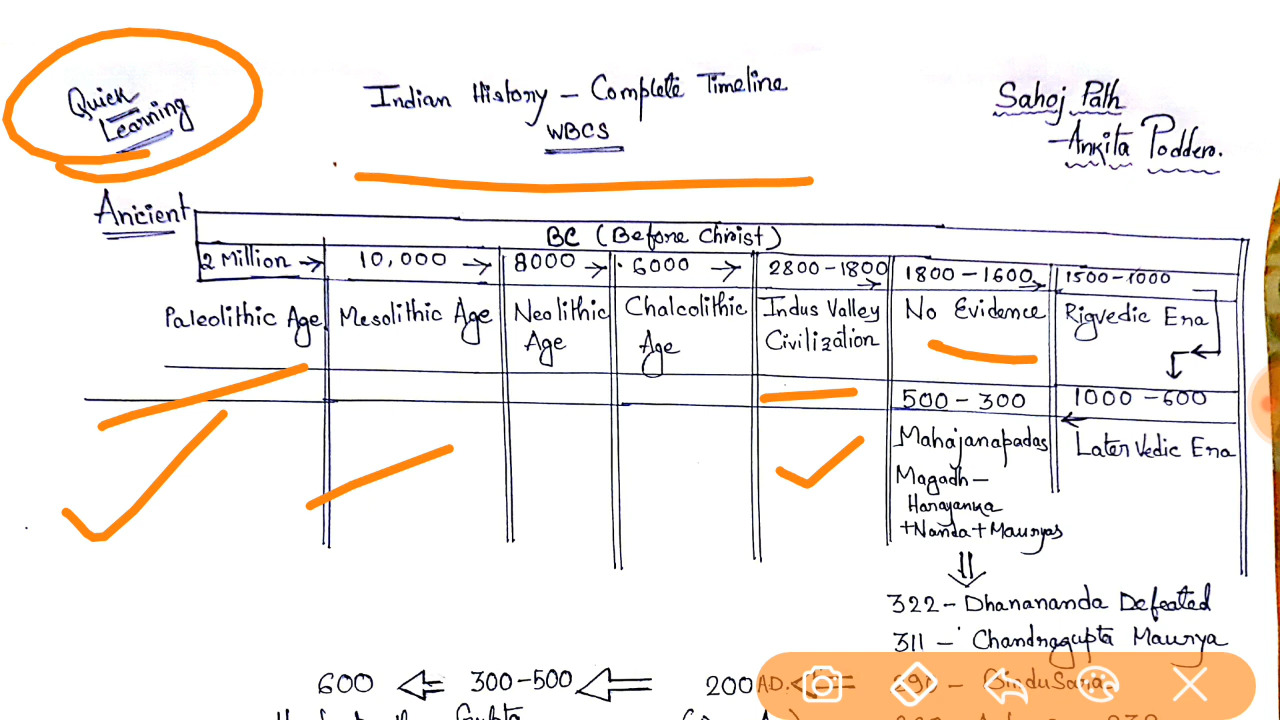 Quick
Learning
Indian History - Complete Timeline
WBCS
Sahoj Path
- Ankita Podder.
Ancient
BC (Before Christ)
2 Million →
10,000 →
8000 →
6000 →
2800-1800 →
1800-1600 →
1500-1000
Paleolithic Age
Mesolithic Age
Neolithic
Age
Chalcolithic
Age
Indus Valley
Civilization
No Evidence
Rigvedic Era
500-300
1000-600
Mahajanapadas
Later Vedic Era
Magadh-
Harayanka
+Nanda+Mauryas
322- Dhanananda Defeated
311- Chandragupta Maurya
290 - BinduSara
600 ⇐ 300-500 ⇐ 200 AD.
Gupta